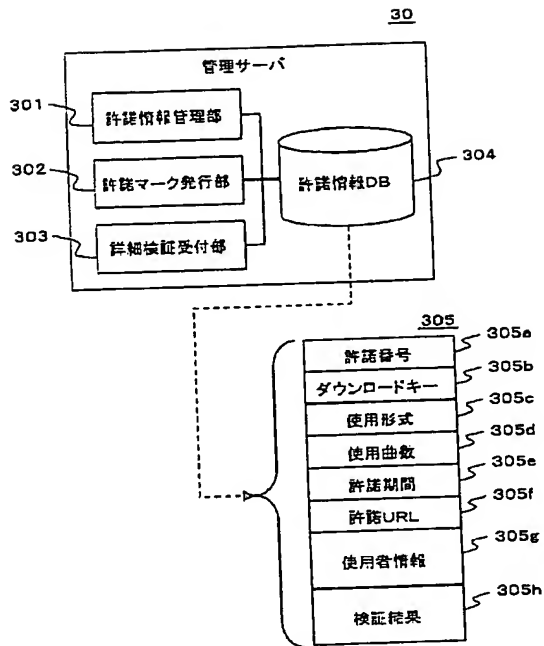 30
管理サーバ
301
許諾情報管理部
302
許諾マーク発行部
303
詳細検証受付部
許諾情報DB
304
305
許諾番号
305a
ダウンロードキー
305b
使用形式
305c
使用曲数
305d
許諾期間
305e
許諾URL
305f
使用者情報
305g
検証結果
305h